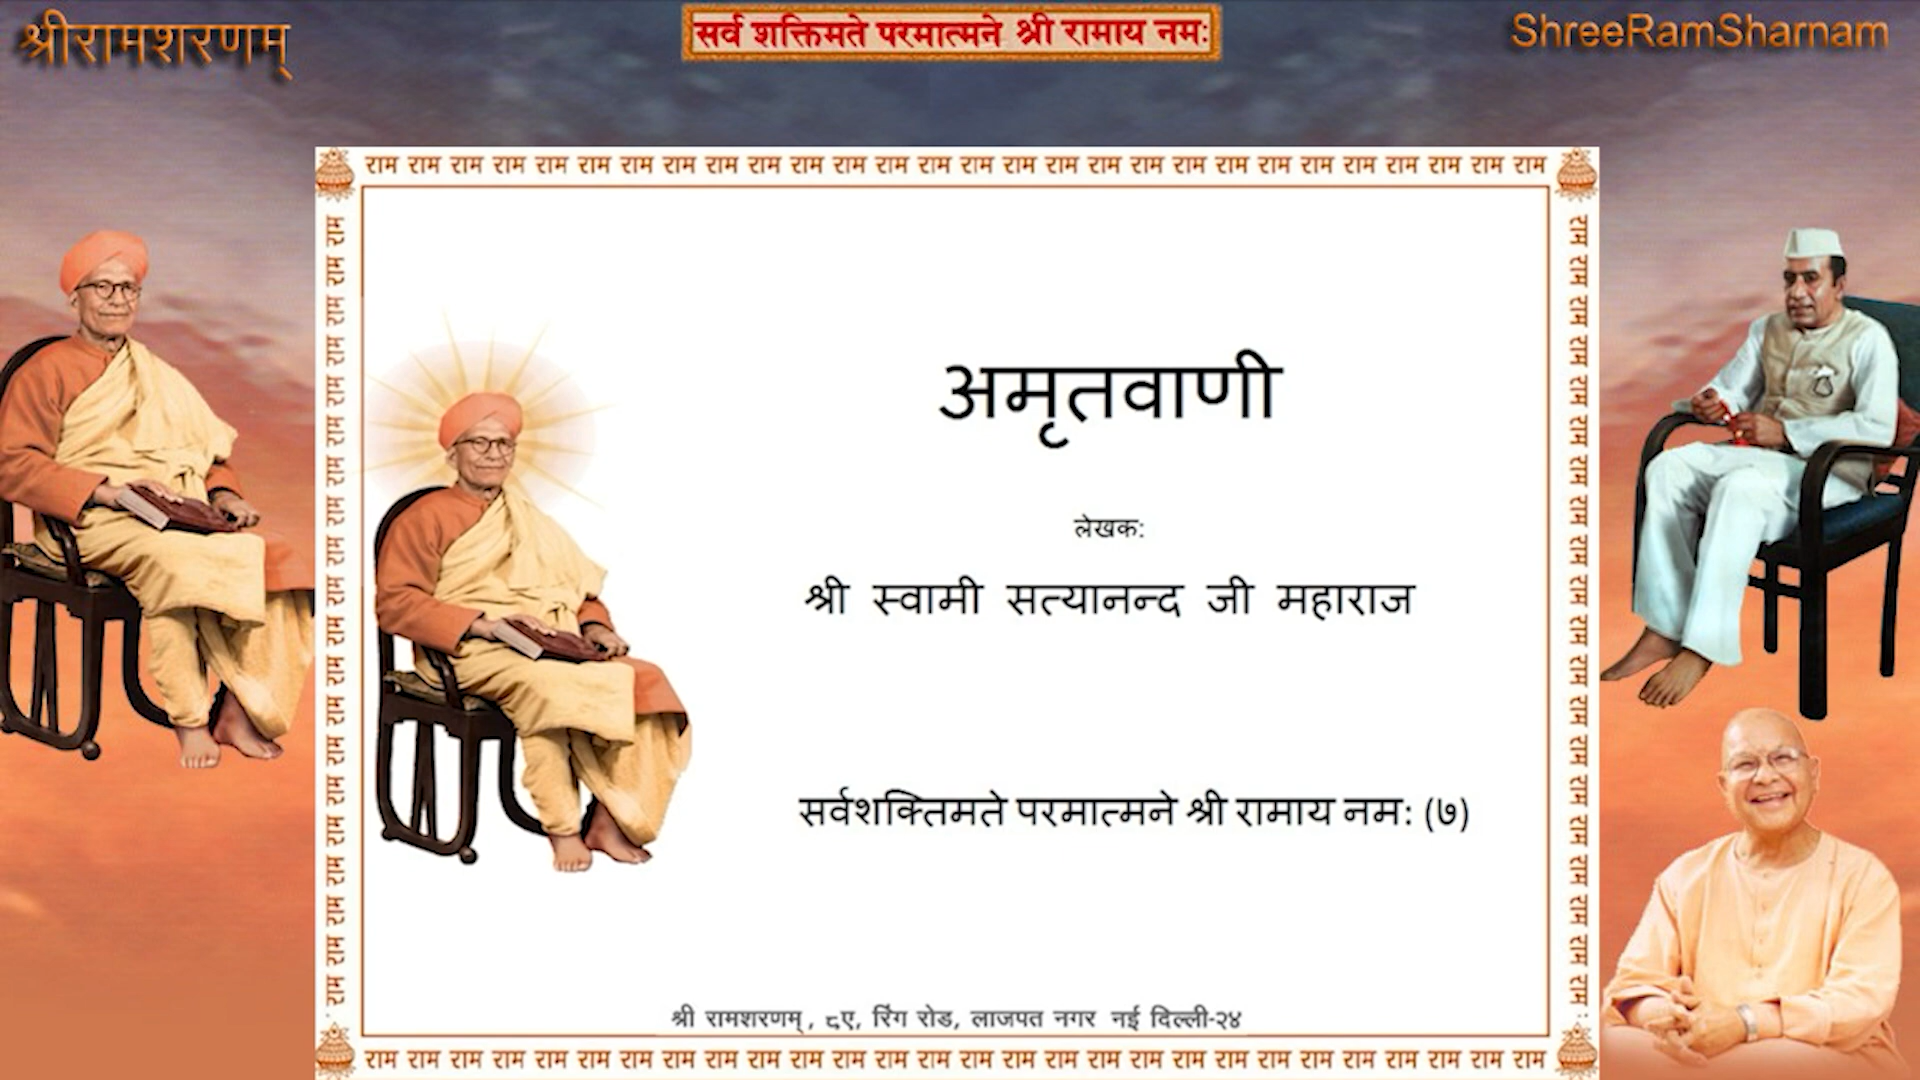 श्रीरामशरणम्
सर्व शक्तिमते परमात्मने श्री रामाय नमः
ShreeRamSharnam
राम राम राम राम राम राम राम राम राम राम राम राम राम राम राम राम राम राम राम राम राम राम राम राम राम राम राम राम
राम राम राम राम राम राम राम राम राम राम राम राम राम राम राम राम राम राम राम राम
अमृतवाणी
लेखक:
श्री स्वामी सत्यानन्द जी महाराज
सर्वशक्तिमते परमात्मने श्री रामाय नम: (७)
श्री रामशरणम् , ८ए, रिंग रोड, लाजपत नगर नई दिल्ली-२४
राम राम राम राम राम राम राम राम राम राम राम राम राम राम राम राम राम राम राम राम
राम राम राम राम राम राम राम राम राम राम राम राम राम राम राम राम राम राम राम राम राम राम राम राम राम राम राम राम